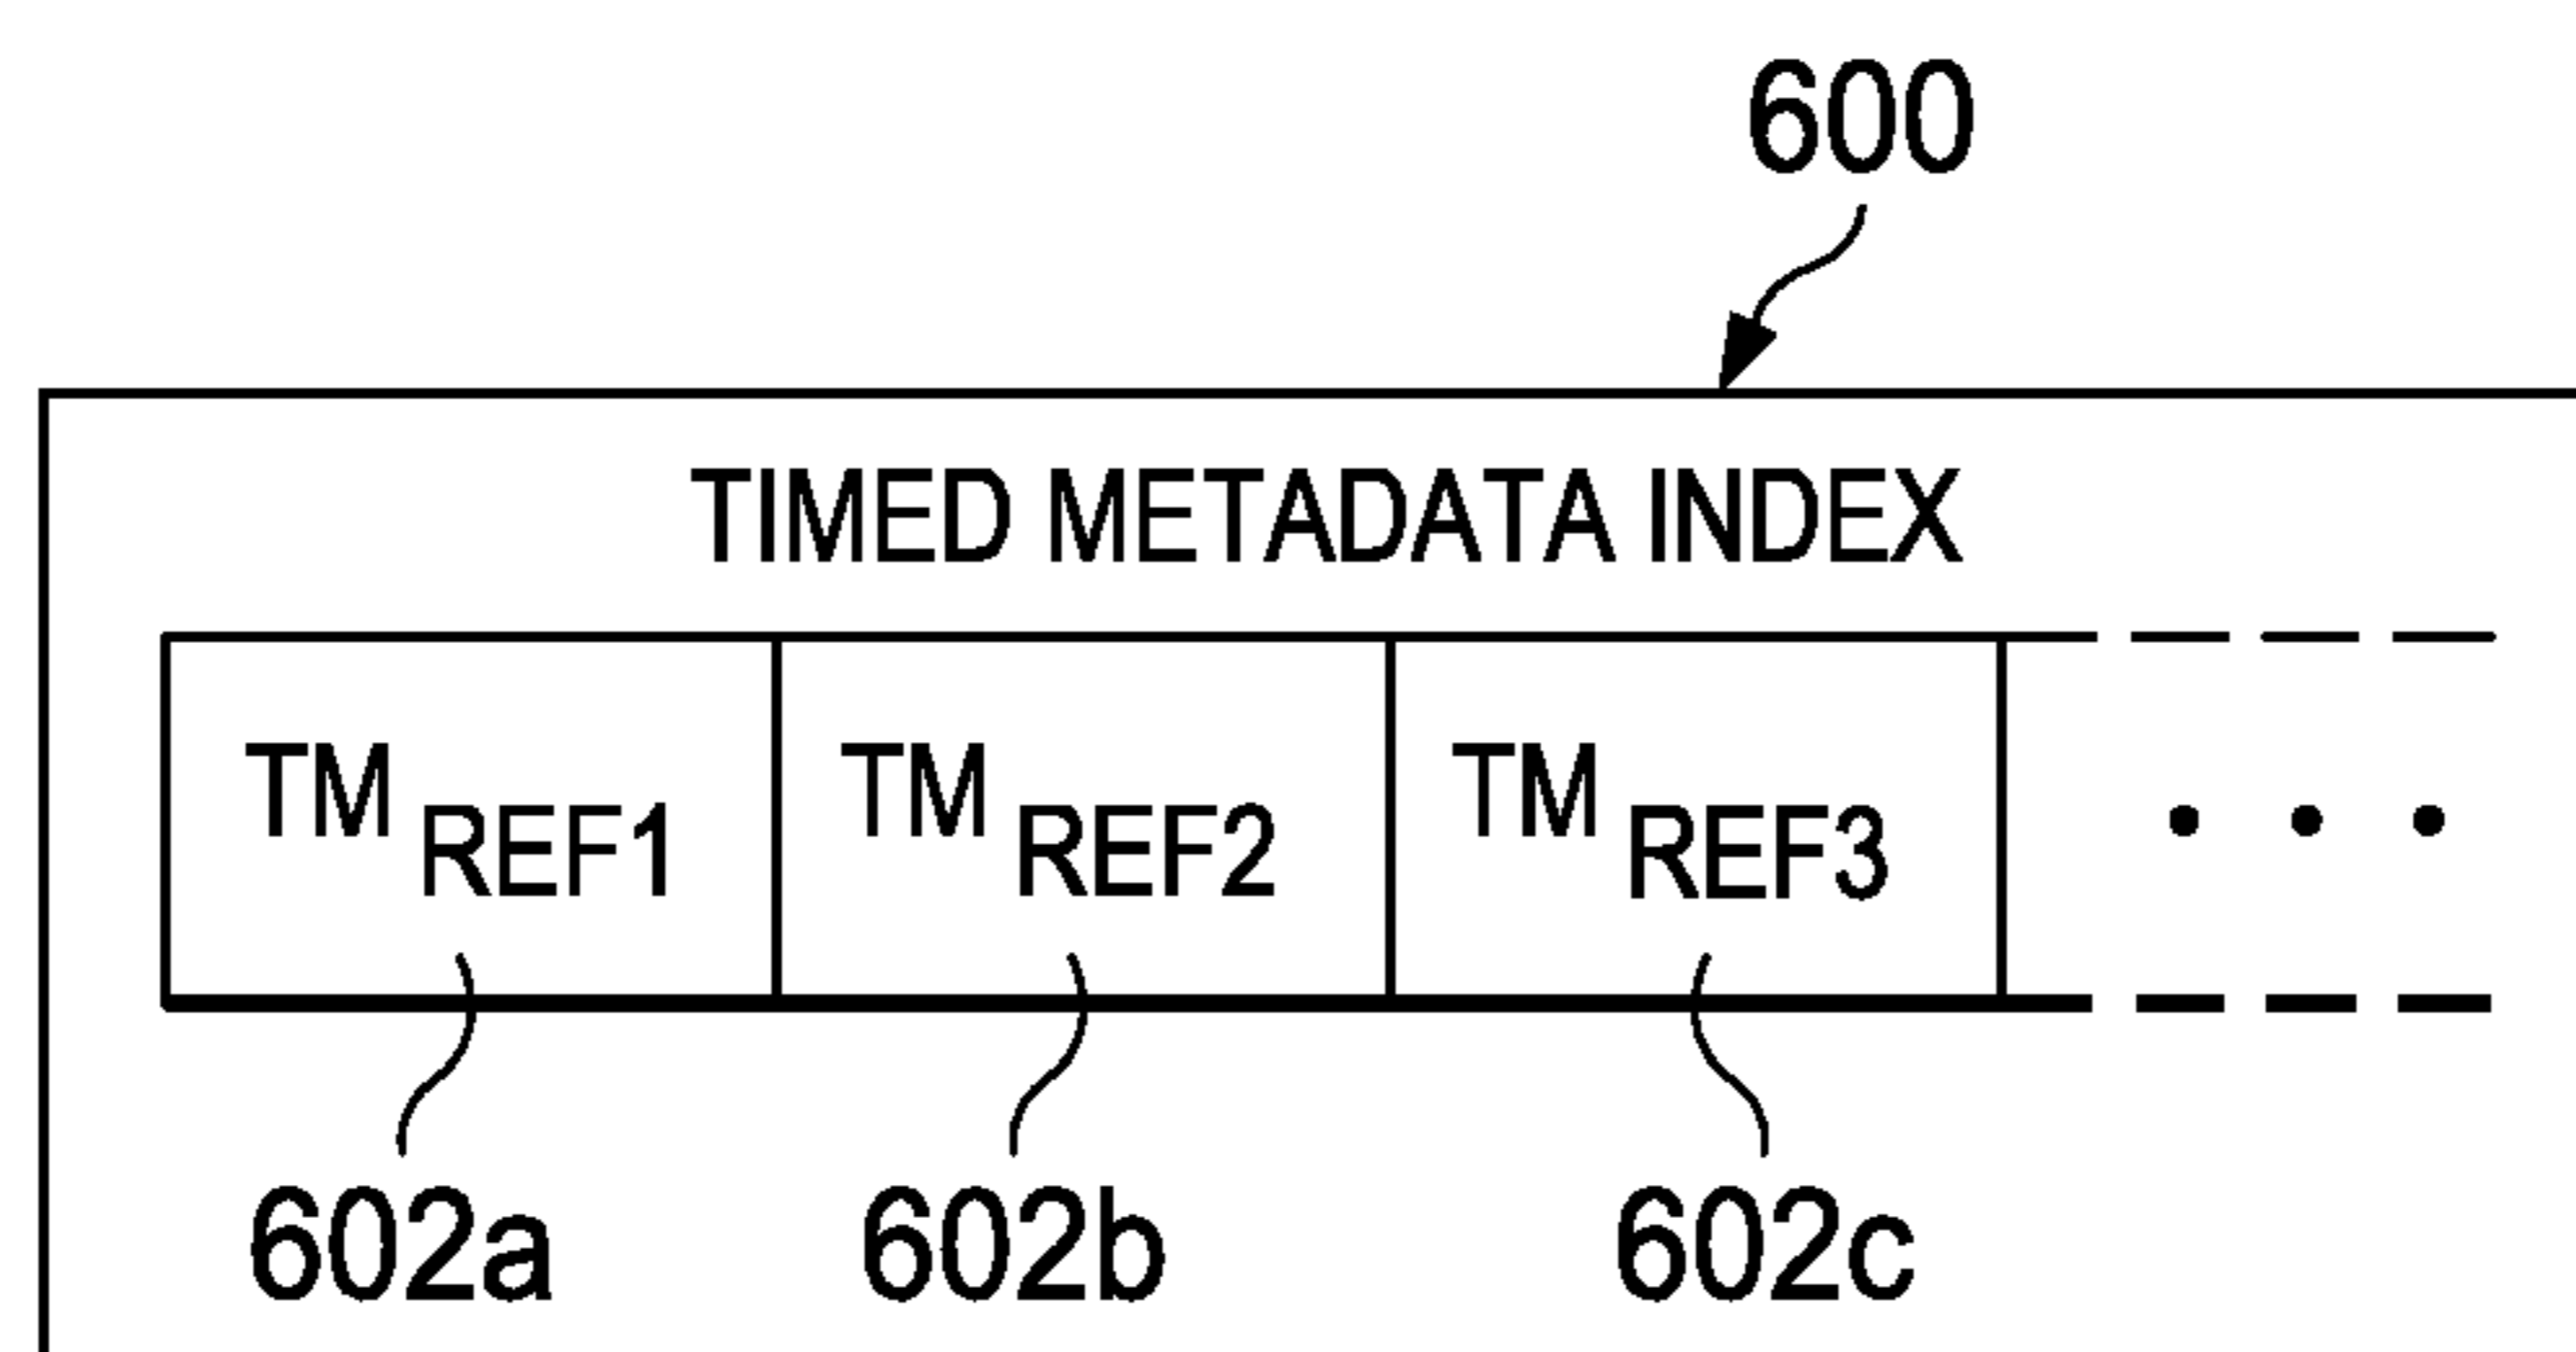 600
TIMED METADATA INDEX
TM REF1 TM REF2 TM REF3 • • •
602a 602b 602c